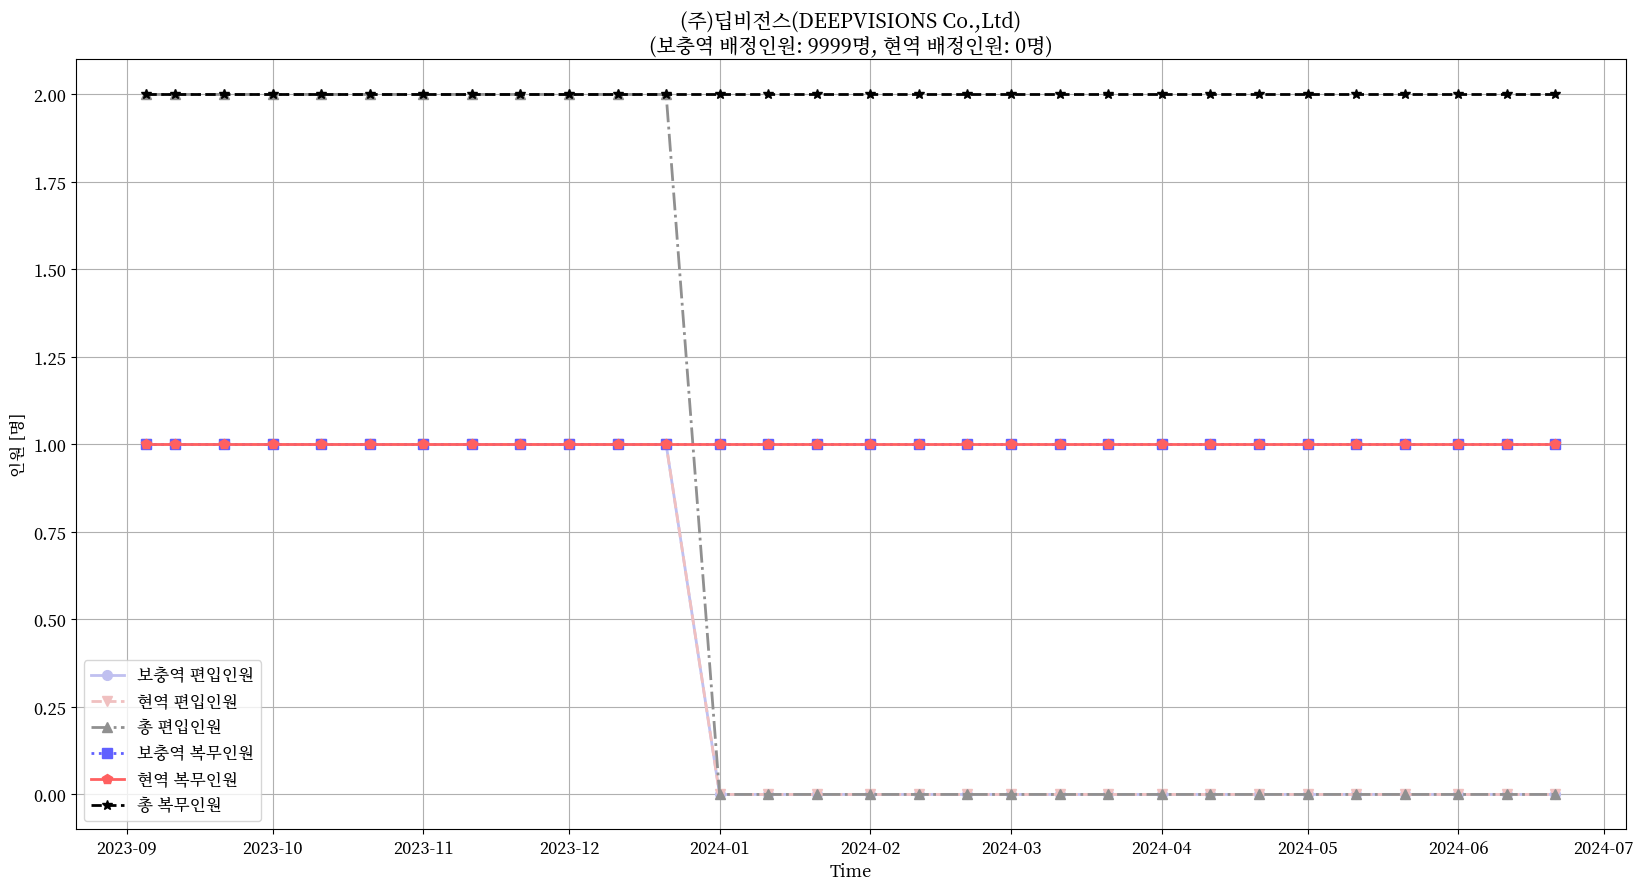 (주)딥비전스(DEEPVISIONS Co.,Ltd)
(보충역 배정인원: 9999명, 현역 배정인원: 0명)
인원 [명]
2.00
1.75
1.50
1.25
1.00
0.75
0.50
0.25
0.00
보충역 편입인원
현역 편입인원
총 편입인원
보충역 복무인원
현역 복무인원
총 복무인원
2023-09 2023-10 2023-11 2023-12 2024-01 2024-02 2024-03 2024-04 2024-05 2024-06 2024-07
Time